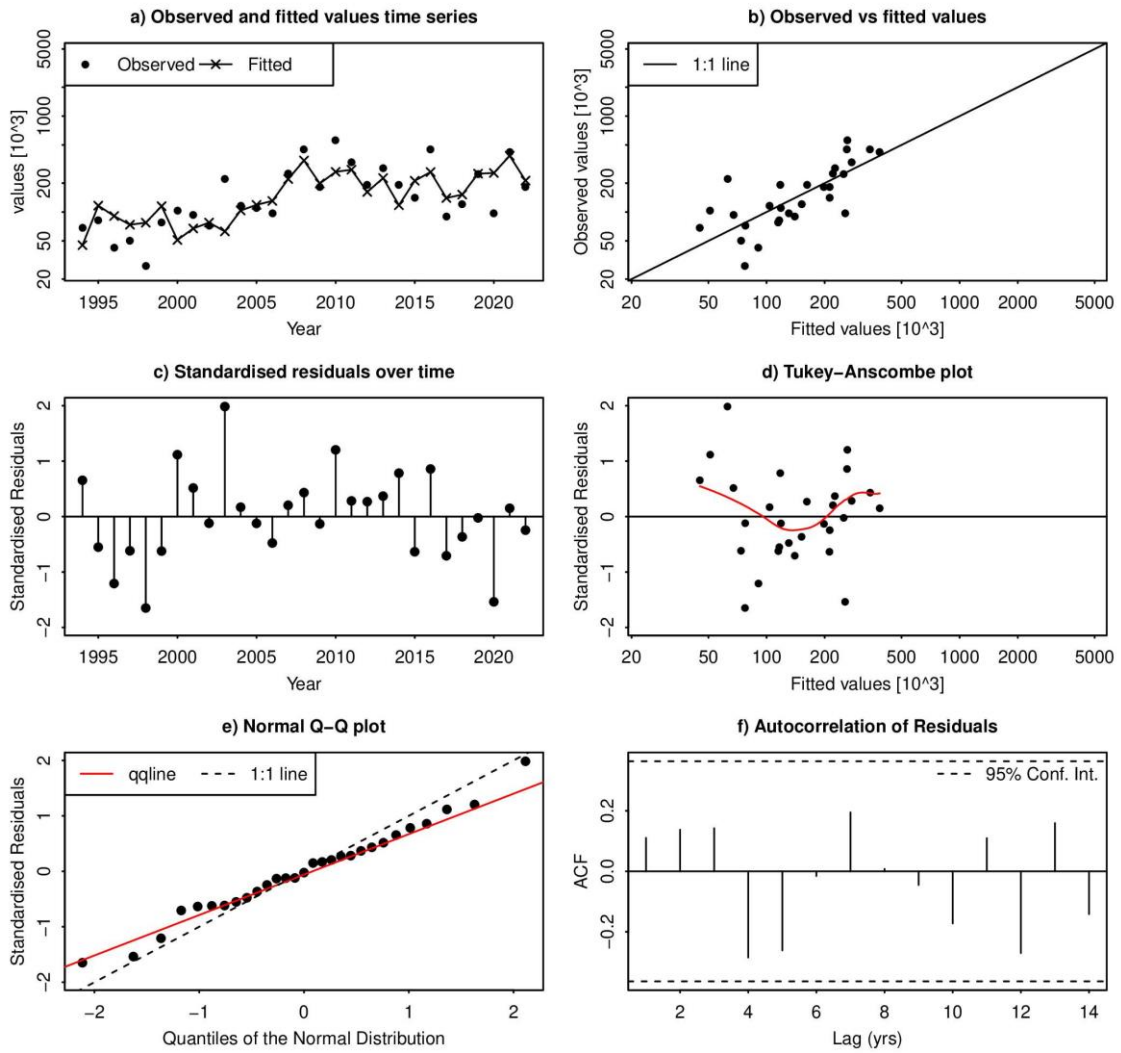 a) Observed and fitted values time series
values [10^3]
5000
1000
200
50
20
Observed
Fitted
1995 2000 2005 2010 2015 2020
Year
b) Observed vs fitted values
Observed values [10^3]
5000
1000
200
50
20
1:1 line
20 50 100 200 500 1000 2000 5000
Fitted values [10^3]
c) Standardised residuals over time
Standardised Residuals
2
1
0
−1
−2
1995 2000 2005 2010 2015 2020
Year
d) Tukey−Anscombe plot
Standardised Residuals
2
1
0
−1
−2
20 50 100 200 500 1000 2000 5000
Fitted values [10^3]
e) Normal Q−Q plot
Standardised Residuals
2
1
0
−1
−2
qqline
1:1 line
−2 −1 0 1 2
Quantiles of the Normal Distribution
f) Autocorrelation of Residuals
ACF
0.2
0.0
−0.2
95% Conf. Int.
2 4 6 8 10 12 14
Lag (yrs)